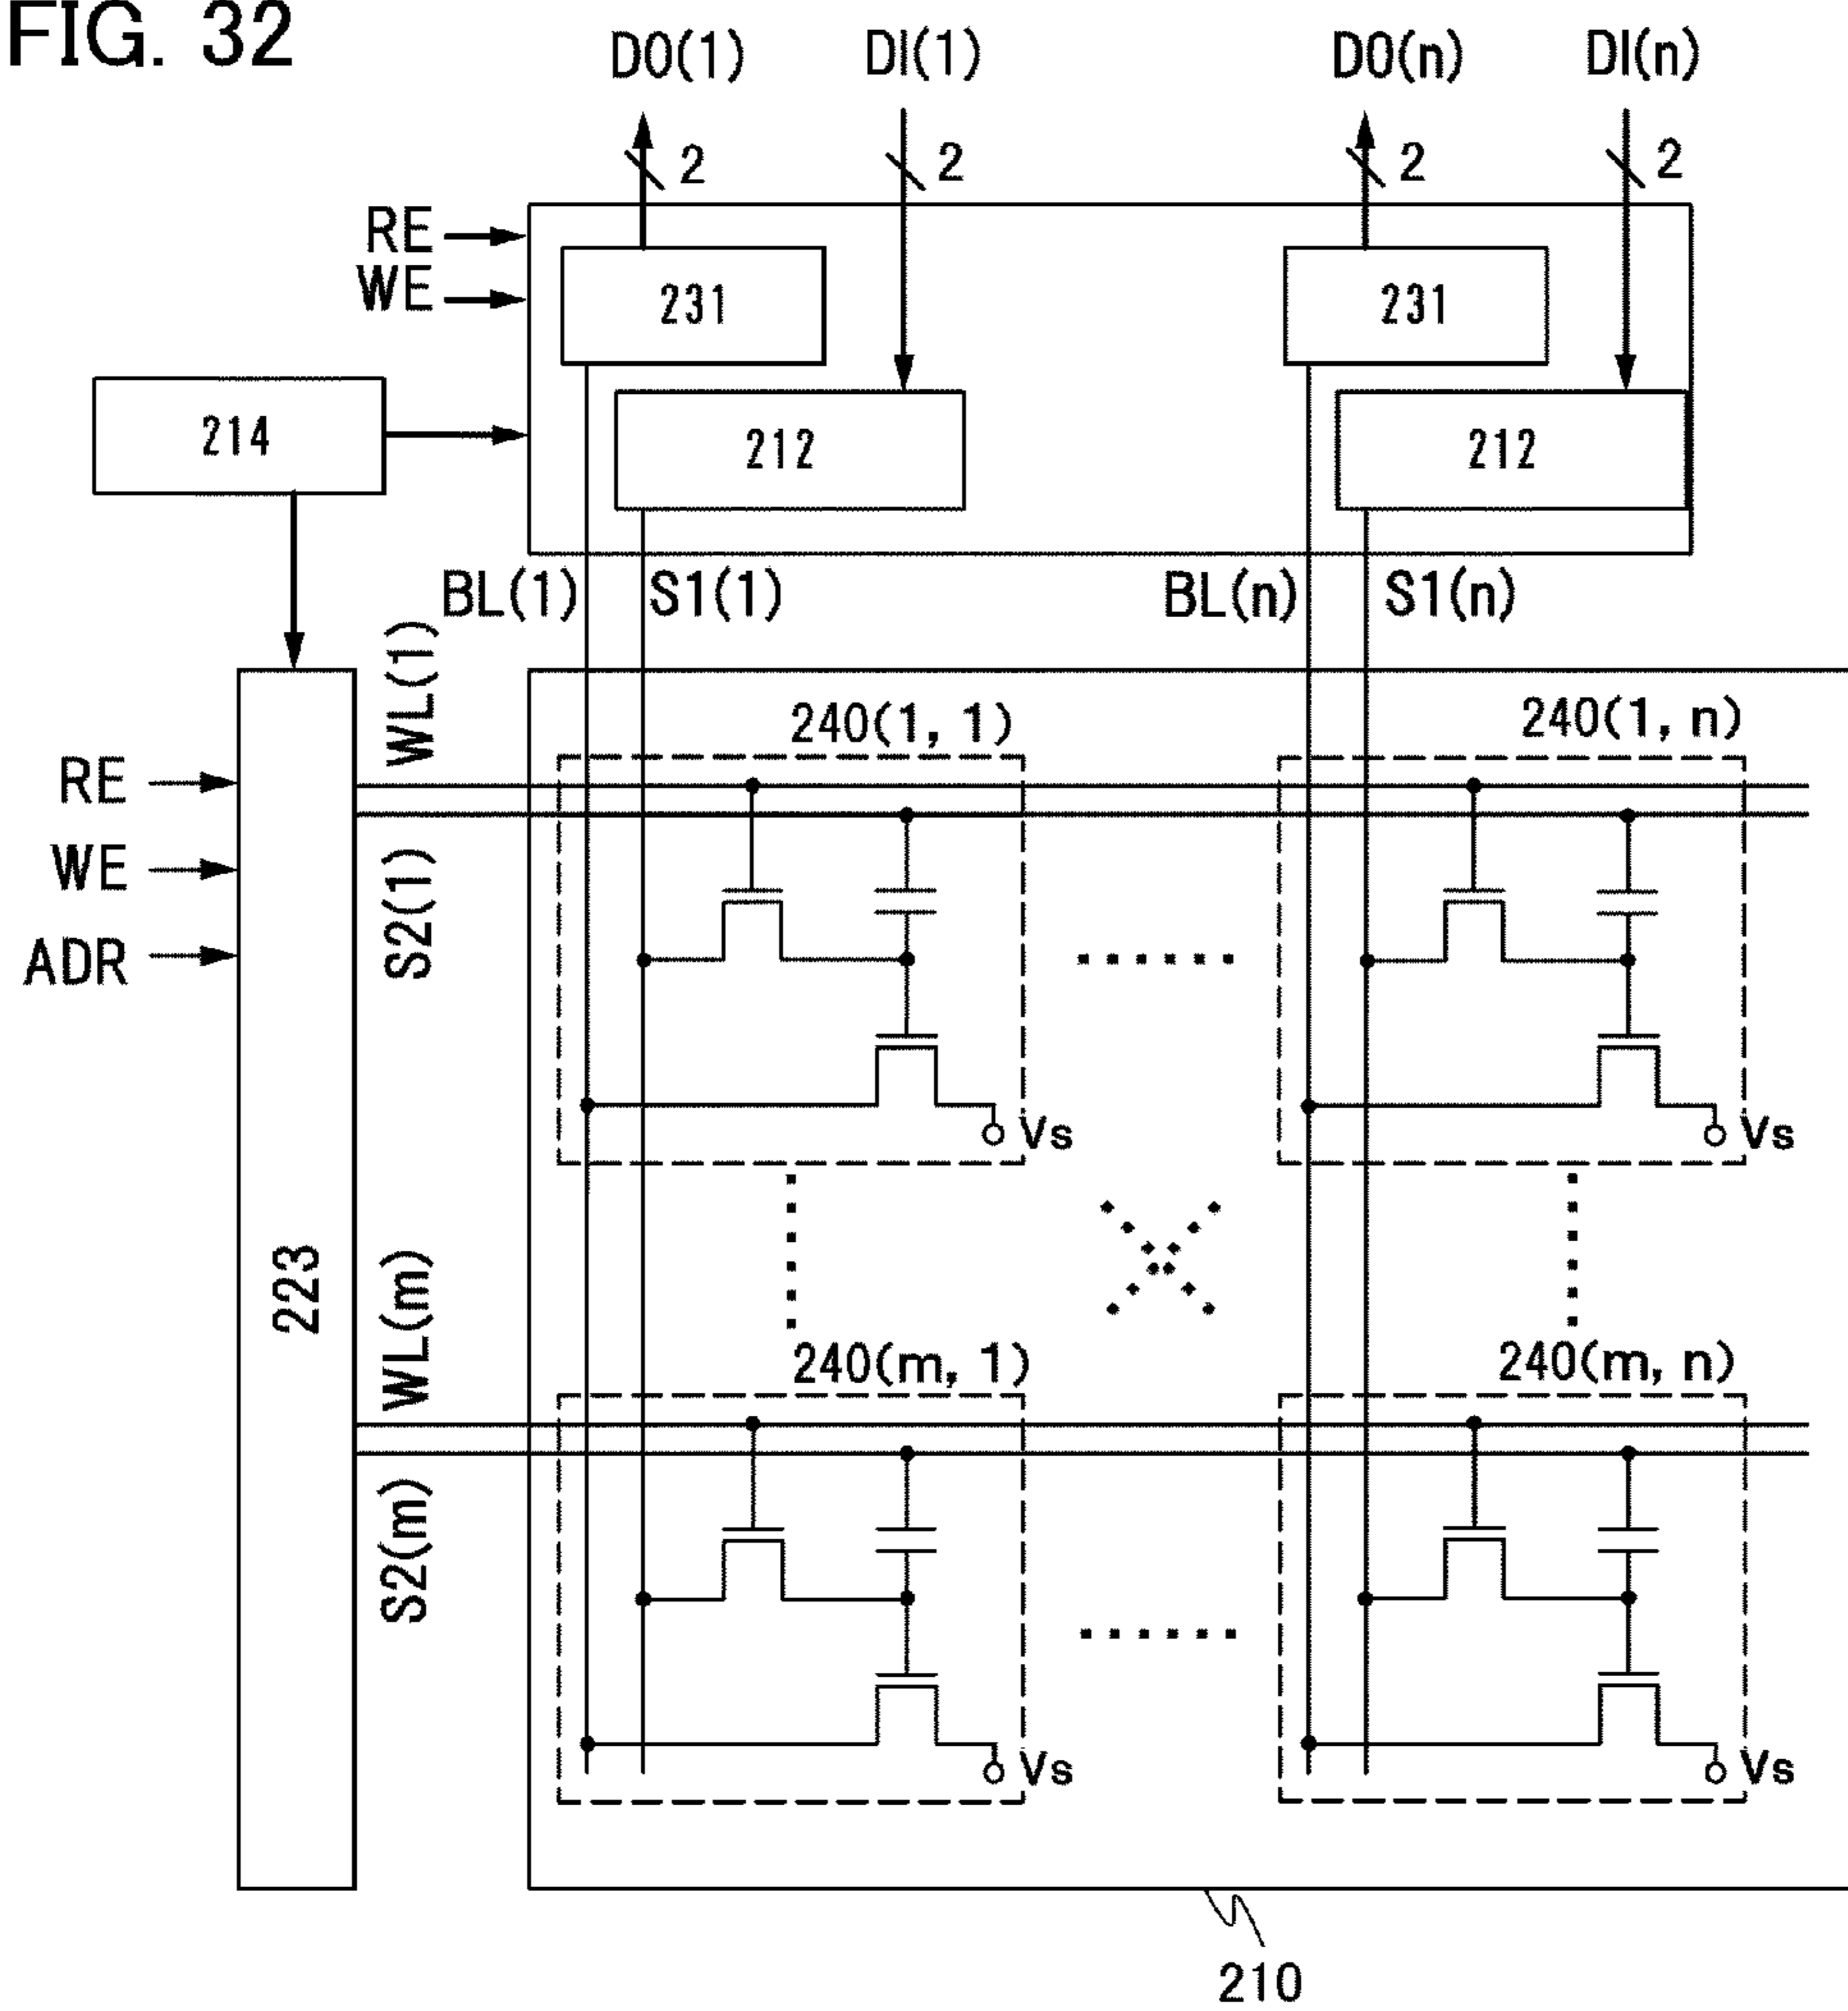 FIG. 32
D0(1) DI(1) D0(n) DI(n)
2 2 2 2
RE
WE
231 231
214 212 212
BL(1) S1(1) BL(n) S1(n)
WL(1)
240(1, 1) 240(1, n)
RE
WE
ADR
S2(1)
Vs Vs
223
WL(m)
240(m, 1) 240(m, n)
S2(m)
Vs Vs
210